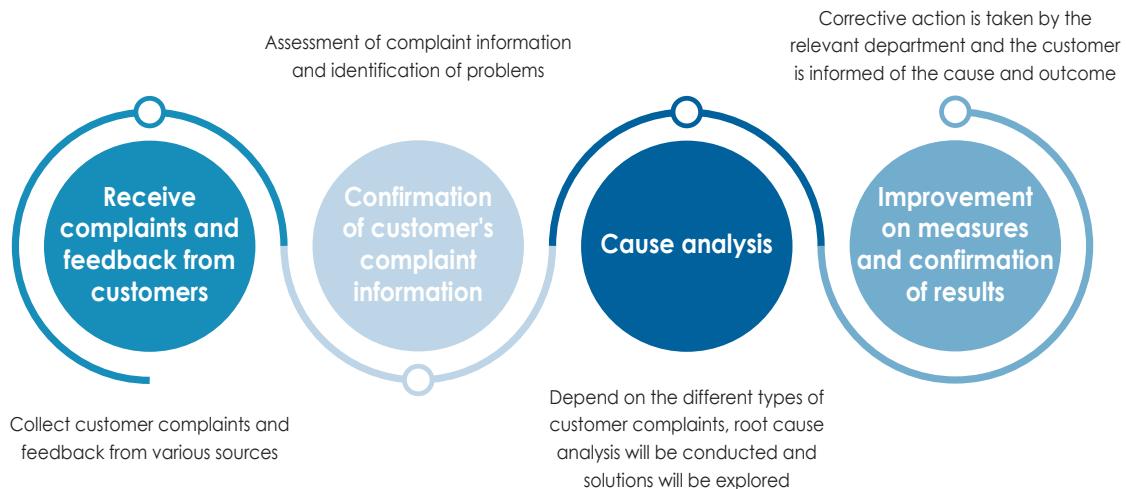 Receive
complaints and
feedback from
customers
Collect customer complaints and
feedback from various sources
Assessment of complaint information
and identification of problems
Confirmation
of customer's
complaint
information
Cause analysis
Depend on the different types of
customer complaints, root cause
analysis will be conducted and
solutions will be explored
Corrective action is taken by the
relevant department and the customer
is informed of the cause and outcome
Improvement
on measures
and confirmation
of results